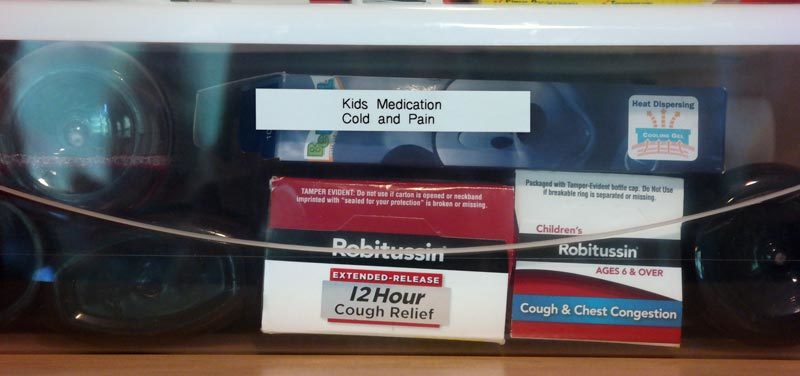 Kids Medication
Cold and Pain
Heat Dispersing
COOLING GEL
TAMPER EVIDENT: Do not use if carton is opened or neckband
imprinted with "sealed for your protection" is broken or missing.
Robitussin
EXTENDED-RELEASE
12 Hour
Cough Relief
Packaged with Tamper-Evident bottle cap. Do Not Use
if breakable ring is separated or missing.
Children's
Robitussin
AGES 6 & OVER
Cough & Chest Congestion